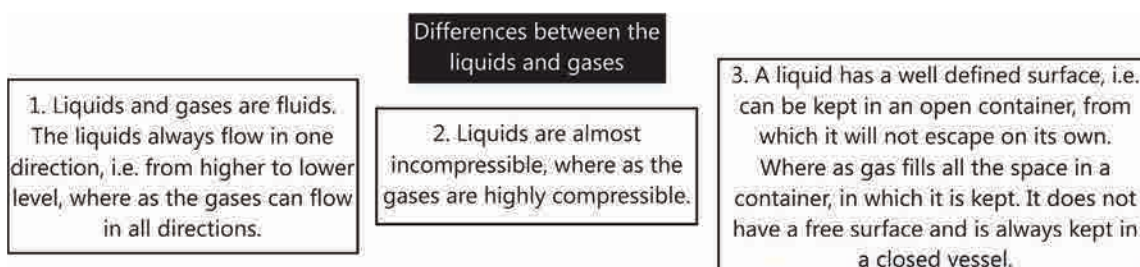 Differences between the
liquids and gases
1. Liquids and gases are fluids.
The liquids always flow in one
direction, i.e. from higher to lower
level, where as the gases can flow
in all directions.
2. Liquids are almost
incompressible, where as the
gases are highly compressible.
3. A liquid has a well defined surface, i.e.
can be kept in an open container, from
which it will not escape on its own.
Where as gas fills all the space in a
container, in which it is kept. It does not
have a free surface and is always kept in
a closed vessel.